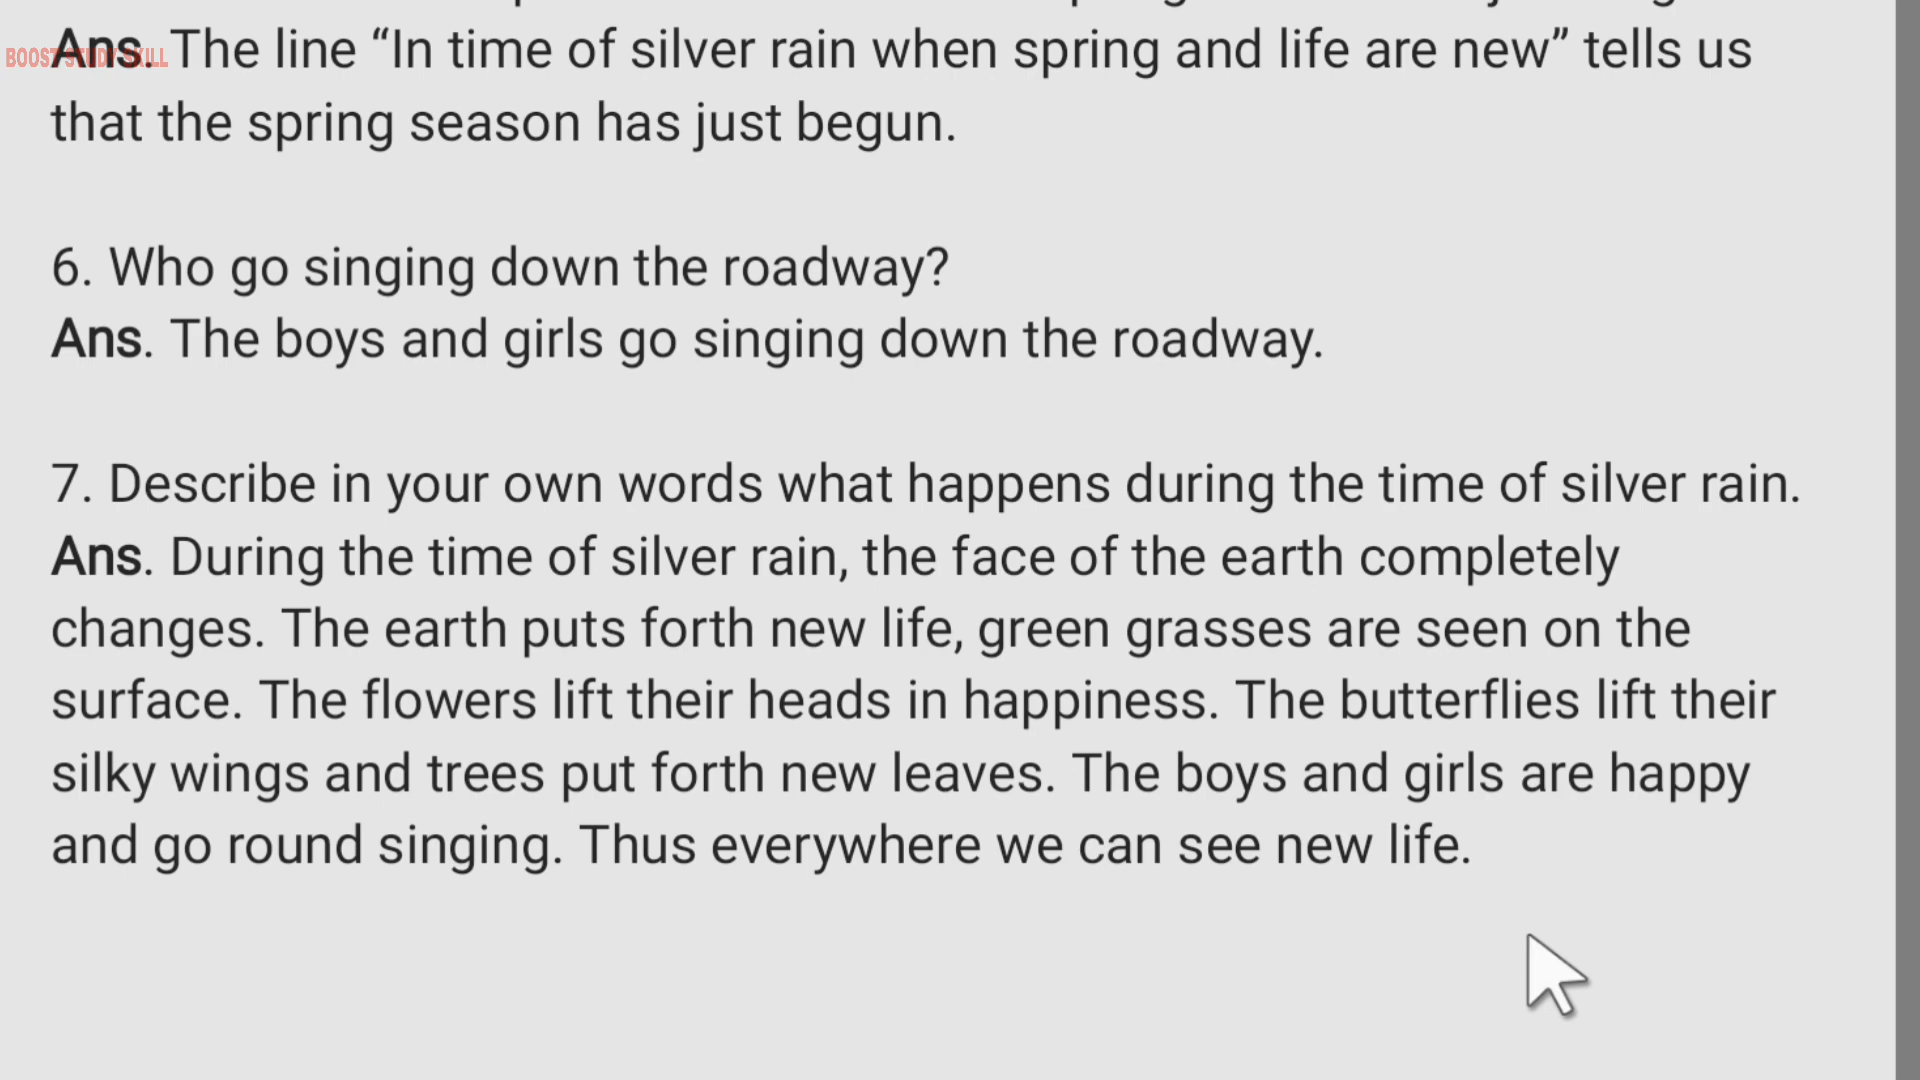 Ans. The line “In time of silver rain when spring and life are new” tells us
BOOST STUDY SKILL
that the spring season has just begun.
6. Who go singing down the roadway?
Ans. The boys and girls go singing down the roadway.
7. Describe in your own words what happens during the time of silver rain.
Ans. During the time of silver rain, the face of the earth completely
changes. The earth puts forth new life, green grasses are seen on the
surface. The flowers lift their heads in happiness. The butterflies lift their
silky wings and trees put forth new leaves. The boys and girls are happy
and go round singing. Thus everywhere we can see new life.